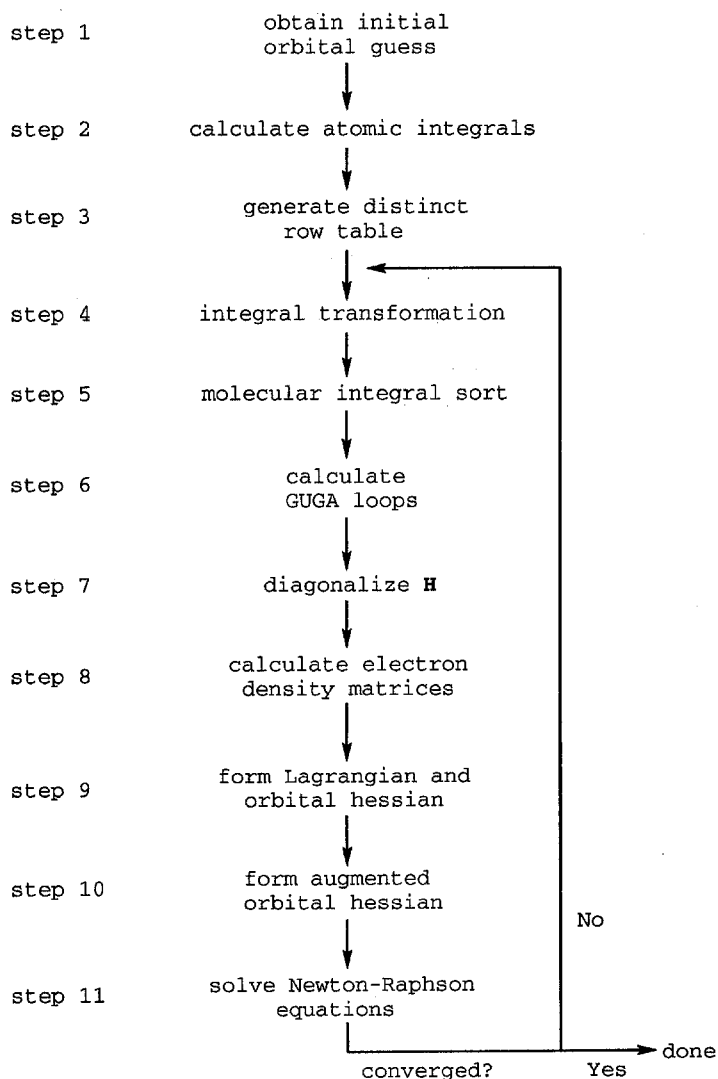 step 1
obtain initial
orbital guess
step 2
calculate atomic integrals
step 3
generate distinct
row table
step 4
integral transformation
step 5
molecular integral sort
step 6
calculate
GUGA loops
step 7
diagonalize H
step 8
calculate electron
density matrices
step 9
form Lagrangian and
orbital hessian
step 10
form augmented
orbital hessian
No
step 11
solve Newton-Raphson
equations
done
converged?
Yes